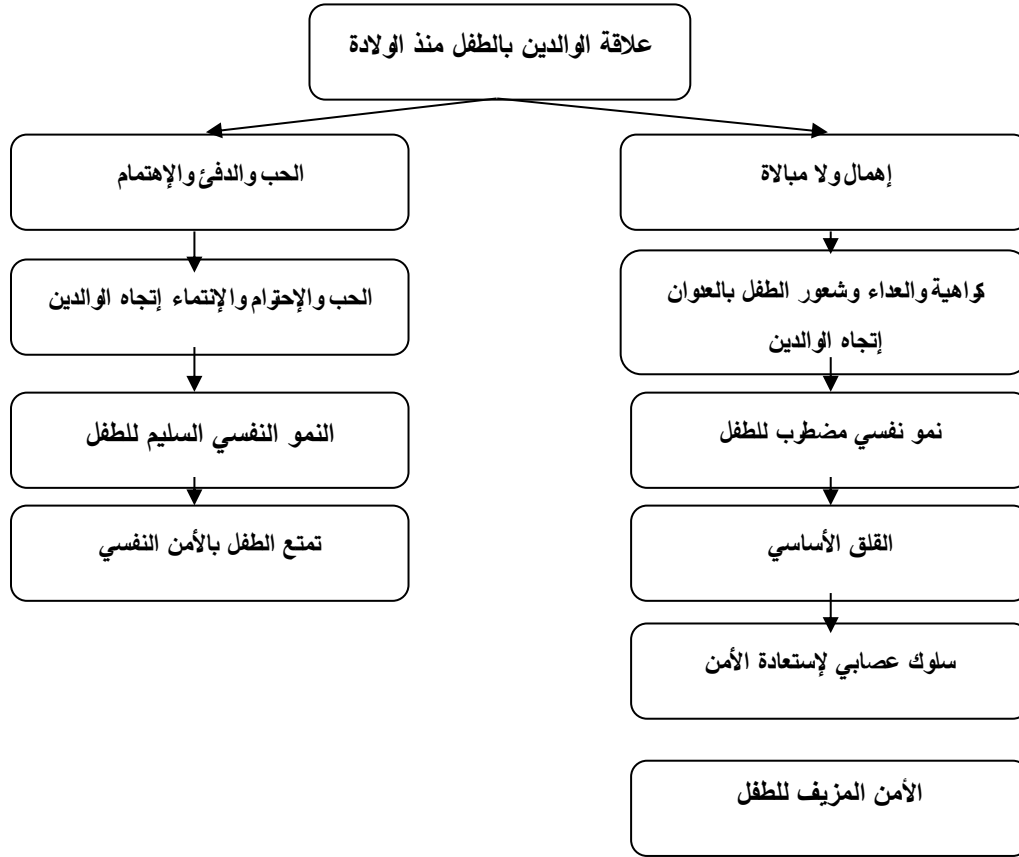 علاقة الوالدين بالطفل منذ الولادة
إهمال ولا مبالاة
كراهية والعداء وشعور الطفل بالعدوان
إتجاه الوالدين
نمو نفسي مضطرب للطفل
القلق الأساسي
سلوك عصابي لإستعادة الأمن
الأمن المزيف للطفل
الحب والدفئ والإهتمام
الحب والإحترام والإنتماء إتجاه الوالدين
النمو النفسي السليم للطفل
تمتع الطفل بالأمن النفسي